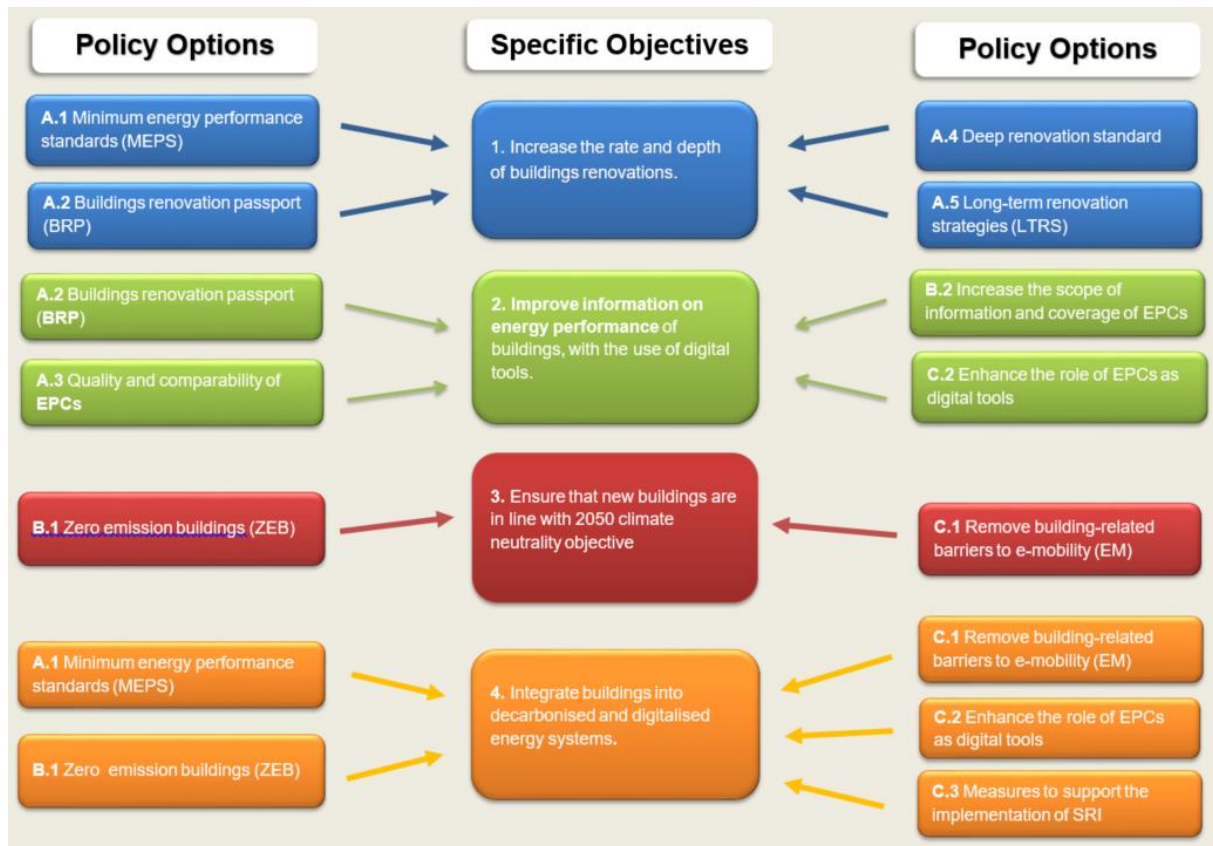 Policy Options
Specific Objectives
Policy Options
A.1 Minimum energy performance
standards (MEPS)
A.2 Buildings renovation passport
(BRP)
1. Increase the rate and depth
of buildings renovations.
A.4 Deep renovation standard
A.5 Long-term renovation
strategies (LTRS)
A.2 Buildings renovation passport
(BRP)
A.3 Quality and comparability of
EPCs
2. Improve information on
energy performance of
buildings, with the use of digital
tools.
B.2 Increase the scope of
information and coverage of EPCs
C.2 Enhance the role of EPCs as
digital tools
B.1 Zero emission buildings (ZEB)
3. Ensure that new buildings are
in line with 2050 climate
neutrality objective
C.1 Remove building-related
barriers to e-mobility (EM)
A.1 Minimum energy performance
standards (MEPS)
B.1 Zero emission buildings (ZEB)
4. Integrate buildings into
decarbonised and digitalised
energy systems.
C.1 Remove building-related
barriers to e-mobility (EM)
C.2 Enhance the role of EPCs
as digital tools
C.3 Measures to support the
implementation of SRI